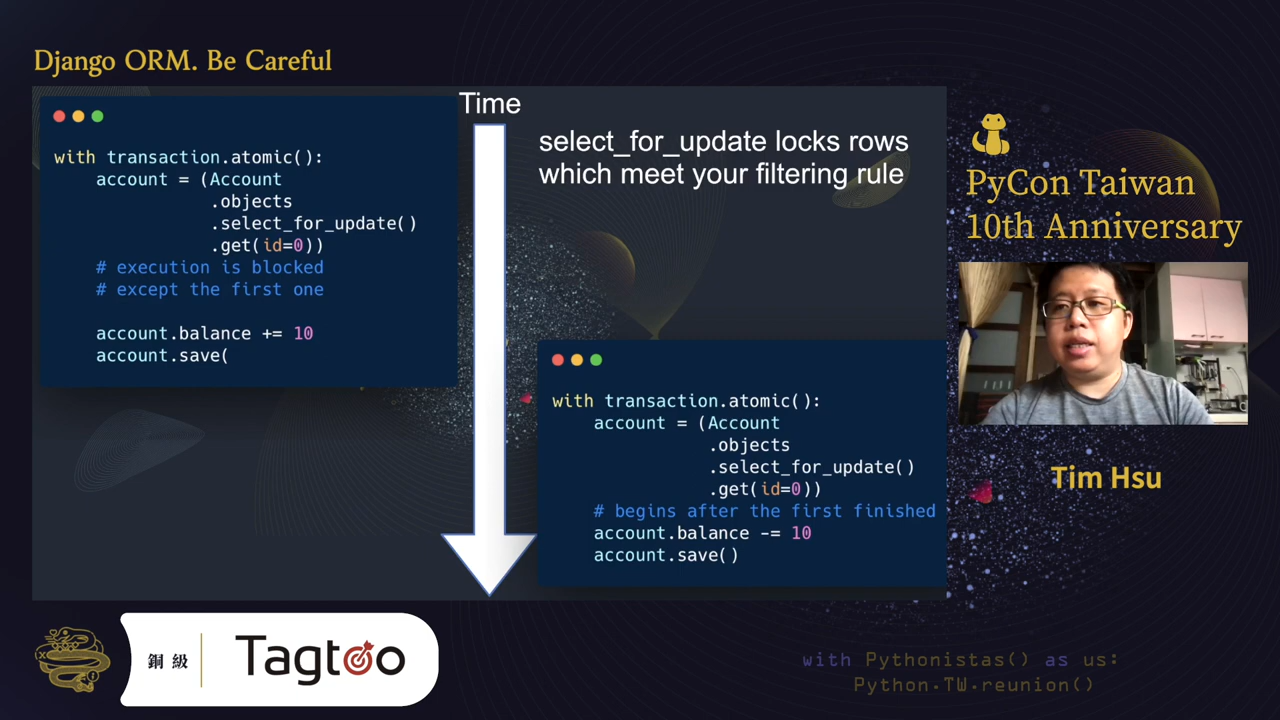 Django ORM. Be Careful
with transaction.atomic():
    account = (Account
               .objects
               .select_for_update()
               .get(id=0))
    # execution is blocked
    # except the first one
    account.balance += 10
    account.save(
Time
select_for_update locks rows
which meet your filtering rule
with transaction.atomic():
    account = (Account
               .objects
               .select_for_update()
               .get(id=0))
    # begins after the first finished
    account.balance -= 10
    account.save()
PyCon Taiwan
10th Anniversary
Tim Hsu
銅級
Tagtoo
with Pythonistas() as us:
    Python.TW.reunion()